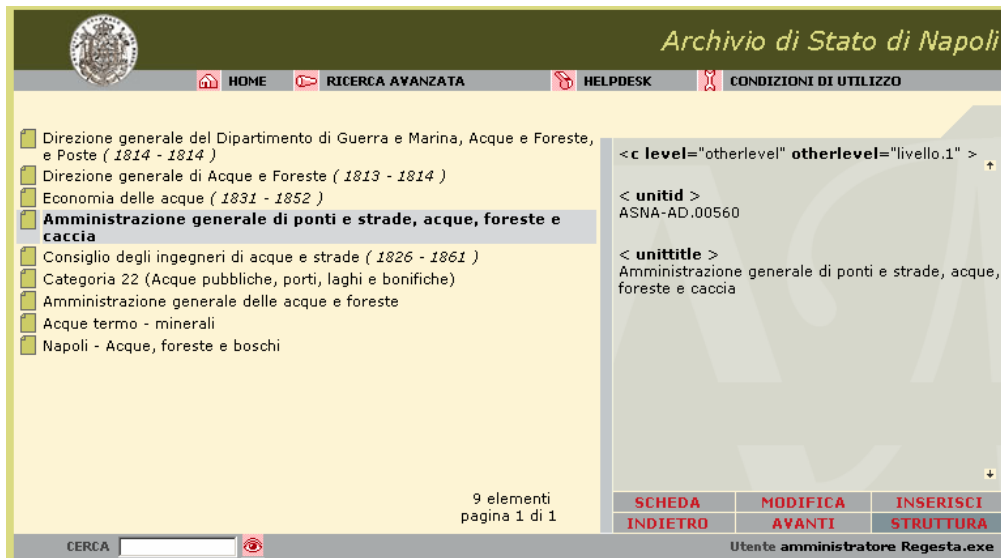 Archivio di Stato di Napoli
HOME RICERCA AVANZATA HELPDESK CONDIZIONI DI UTILIZZO
Direzione generale del Dipartimento di Guerra e Marina, Acque e Foreste,
e Poste ( 1814 - 1814 )
Direzione generale di Acque e Foreste ( 1813 - 1814 )
Economia delle acque ( 1831 - 1852 )
Amministrazione generale di ponti e strade, acque, foreste e
caccia
Consiglio degli ingegneri di acque e strade ( 1826 - 1861 )
Categoria 22 (Acque pubbliche, porti, laghi e bonifiche)
Amministrazione generale delle acque e foreste
Acque termo - minerali
Napoli - Acque, foreste e boschi
9 elementi
pagina 1 di 1
<c level="otherlevel" otherlevel="livello.1" >
< unitid >
ASNA-AD.00560
< unittitle >
Amministrazione generale di ponti e strade, acque,
foreste e caccia
SCHEDA MODIFICA INSERISCI
INDIETRO AVANTI STRUTTURA
CERCA
Utente amministratore Regesta.exe